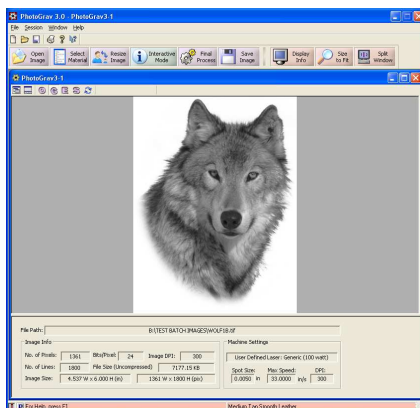 PhotoGrav 3.0 - PhotoGrav3-1
File Session Window Help
Open Image Select Material Resize Image Interactive Mode Final Process Save Image Display Info Size to Fit Split Window
PhotoGrav3-1
File Path: B:\TEST BATCH IMAGES\WOLF1B.tif
Image Info Machine Settings
No. of Pixels: 1361 Bits/Pixel: 24 Image DPI: 300 User Defined Laser: Generic (100 watt)
No. of Lines: 1800 File Size (Uncompressed) 7177.15 KB Spot Size: Max Speed: DPI:
Image Size: 4.537 W x 6.000 H (in) 1361 W x 1800 H (pix) 0.0050 in 33.0000 in/s 300
For Help, press F1 Medium Tan Smooth Leather